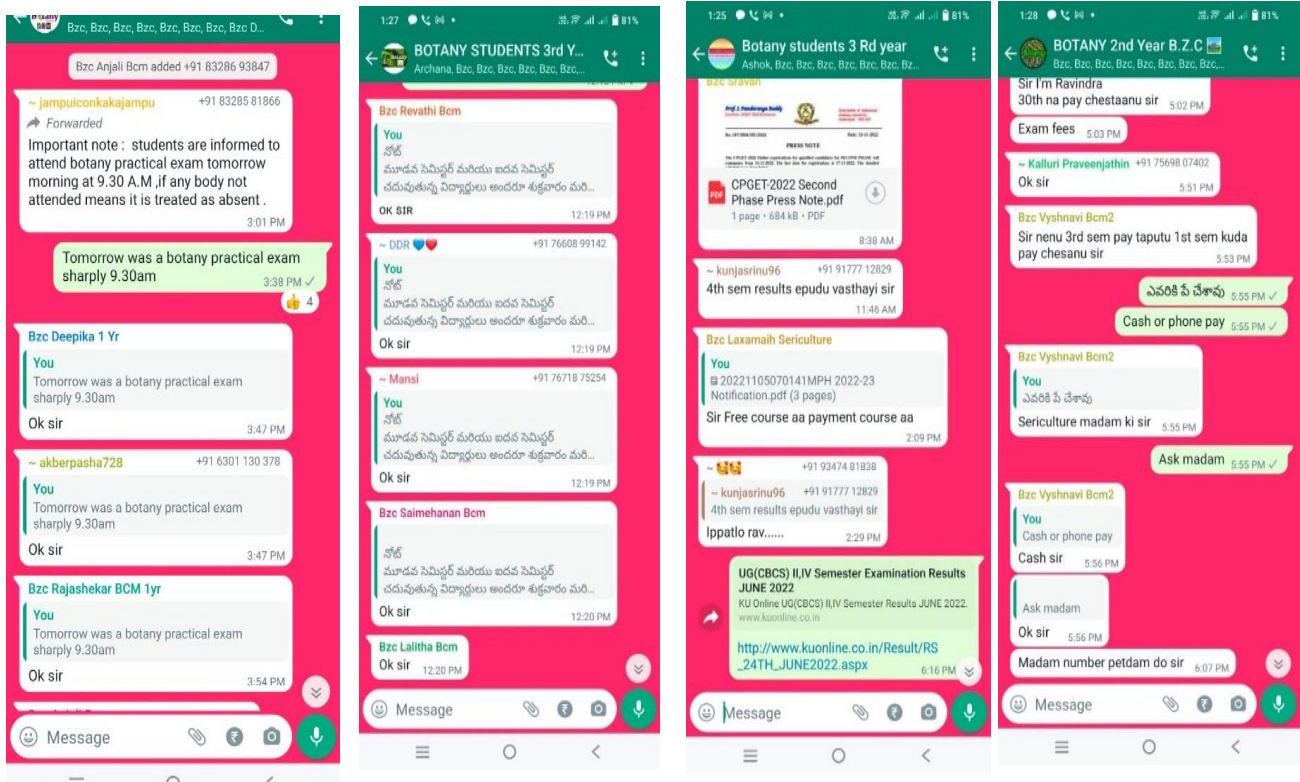 Botany
Bzc, Bzc, Bzc, Bzc, Bzc, Bzc, Bzc D...
Bzc Anjali Bcm added +91 83286 93847
~ jampuiconkakajampu +91 83285 81866
Forwarded
Important note : students are informed to
attend botany practical exam tomorrow
morning at 9.30 A.M ,if any body not
attended means it is treated as absent .
3:01 PM
Tomorrow was a botany practical exam
sharply 9.30am
3:38 PM
4
Bzc Deepika 1 Yr
You
Tomorrow was a botany practical exam
sharply 9.30am
Ok sir
3:47 PM
~ akberpasha728 +91 6301 130 378
You
Tomorrow was a botany practical exam
sharply 9.30am
Ok sir
3:47 PM
Bzc Rajashekar BCM 1yr
You
Tomorrow was a botany practical exam
sharply 9.30am
Ok sir
3:54 PM
Message
1:27 81%
BOTANY STUDENTS 3rd Y...
Archana, Bzc, Bzc, Bzc, Bzc, Bzc, Bzc,...
Bzc Revathi Bcm
You
నోట్
మూడవ సెమిస్టర్ మరియు ఐదవ సెమిస్టర్
చదువుతున్న విద్యార్థులు అందరూ శుక్రవారం మరి...
OK SIR
12:19 PM
~ DDR 💙❤️ +91 76608 99142
You
నోట్
మూడవ సెమిస్టర్ మరియు ఐదవ సెమిస్టర్
చదువుతున్న విద్యార్థులు అందరూ శుక్రవారం మరి...
Ok sir
12:19 PM
~ Mansi +91 76718 75254
You
నోట్
మూడవ సెమిస్టర్ మరియు ఐదవ సెమిస్టర్
చదువుతున్న విద్యార్థులు అందరూ శుక్రవారం మరి...
Ok sir
12:19 PM
Bzc Saimehanan Bcm
నోట్
మూడవ సెమిస్టర్ మరియు ఐదవ సెమిస్టర్
చదువుతున్న విద్యార్థులు అందరూ శుక్రవారం మరి...
Ok sir
12:20 PM
Bzc Lalitha Bcm
Ok sir 12:20 PM
Message
1:25 81%
Botany students 3 Rd year
Ashok, Bzc, Bzc, Bzc, Bzc, Bzc, Bzc, Bz...
Bzc Sravan
PRESS NOTE
CPGET-2022 Second
Phase Press Note.pdf
PDF
1 page • 684 kB • PDF
8:38 AM
~ kunjasrinu96 +91 91777 12829
4th sem results epudu vasthayi sir
11:46 AM
Bzc Laxamaih Sericulture
You
20221105070141MPH 2022-23
Notification.pdf (3 pages)
Sir Free course aa payment course aa
2:09 PM
~ 🥰🥰 +91 93474 81838
~ kunjasrinu96 +91 91777 12829
4th sem results epudu vasthayi sir
Ippatlo rav......
2:29 PM
UG(CBCS) II,IV Semester Examination Results
JUNE 2022
KU Online UG(CBCS) II,IV Semester Results JUNE 2022.
www.kuonline.co.in
http://www.kuonline.co.in/Result/RS
_24TH_JUNE2022.aspx
6:16 PM
Message
1:28 81%
BOTANY 2nd Year B.Z.C
Bzc, Bzc, Bzc, Bzc, Bzc, Bzc, Bzc,...
Sir I'm Ravindra
30th na pay chestaanu sir 5:02 PM
Exam fees 5:03 PM
~ Kalluri Praveenjathin +91 75698 07402
Ok sir
5:51 PM
Bzc Vyshnavi Bcm2
Sir nenu 3rd sem pay taputu 1st sem kuda
pay chesanu sir
5:53 PM
ఎవరికి పే చేశావు 5:55 PM
Cash or phone pay 5:55 PM
Bzc Vyshnavi Bcm2
You
ఎవరికి పే చేశావు
Sericulture madam ki sir 5:55 PM
Ask madam 5:55 PM
Bzc Vyshnavi Bcm2
You
Cash or phone pay
Cash sir 5:56 PM
Ask madam
Ok sir 5:56 PM
Madam number petdam do sir 6:07 PM
Message